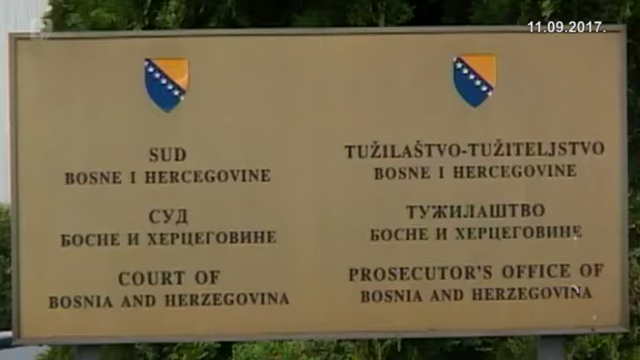 11.09.2017.
SUD
BOSNE I HERCEGOVINE
СУД
БОСНЕ И ХЕРЦЕГОВИНЕ
COURT OF
BOSNIA AND HERZEGOVINA
TUŽILAŠTVO-TUŽITELJSTVO
BOSNE I HERCEGOVINE
ТУЖИЛАШТВО
БОСНЕ И ХЕРЦЕГОВИНЕ
PROSECUTOR'S OFFICE OF
BOSNIA AND HERZEGOVINA